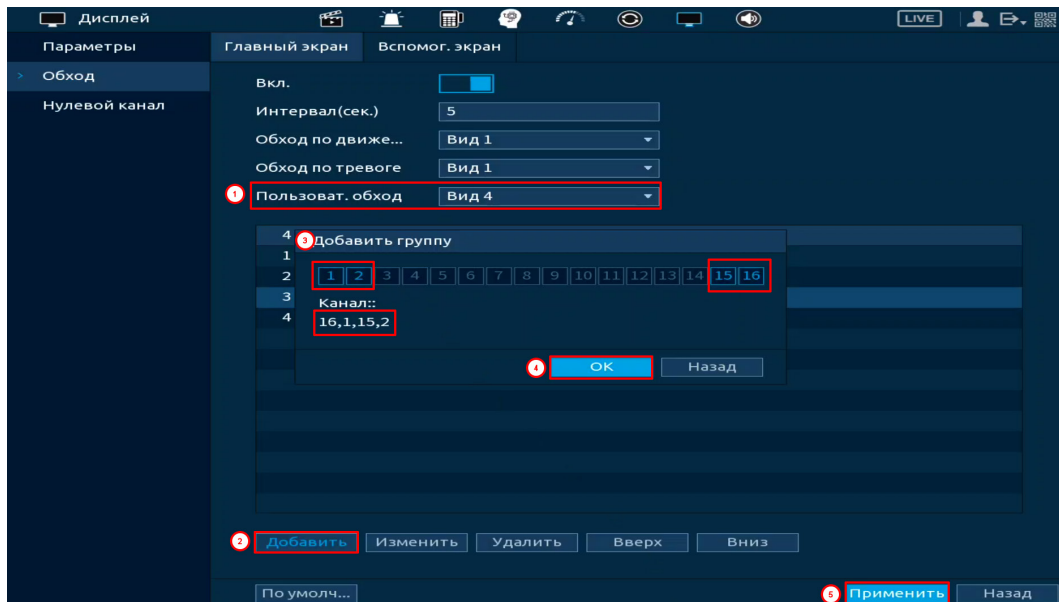 Дисплей
LIVE
Параметры
Главный экран
Вспомог. экран
Обход
Нулевой канал
Вкл.
Интервал(сек.)
5
Обход по движе...
Вид 1
Обход по тревоге
Вид 1
1
Пользоват. обход
Вид 4
4
1
2
3
4
3
Добавить группу
1 2 3 4 5 6 7 8 9 10 11 12 13 14 15 16
Канал::
16,1,15,2
4
OK
Назад
2
Добавить
Изменить
Удалить
Вверх
Вниз
По умолч...
5
Применить
Назад